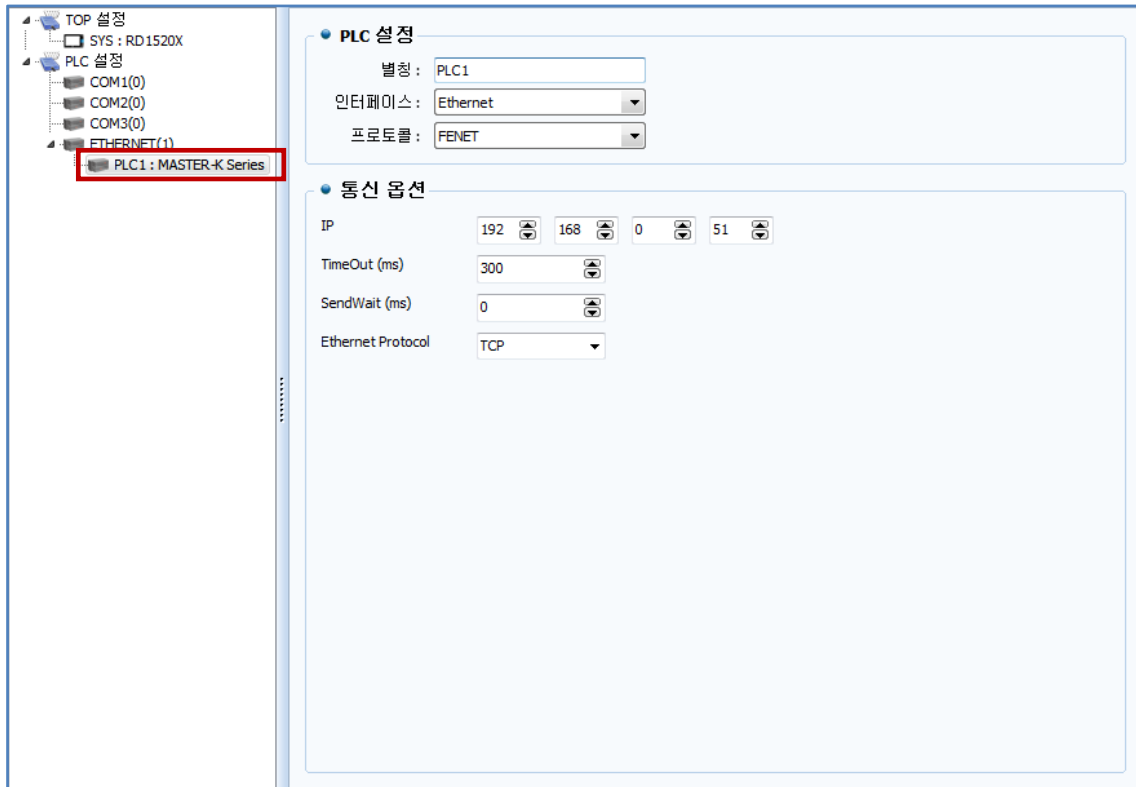 TOP 설정
SYS : RD1520X
PLC 설정
COM1(0)
COM2(0)
COM3(0)
ETHERNET(1)
PLC1 : MASTER-K Series
PLC 설정
별칭 : PLC1
인터페이스 : Ethernet
프로토콜 : FENET
통신 옵션
IP 192 168 0 51
TimeOut (ms) 300
SendWait (ms) 0
Ethernet Protocol TCP